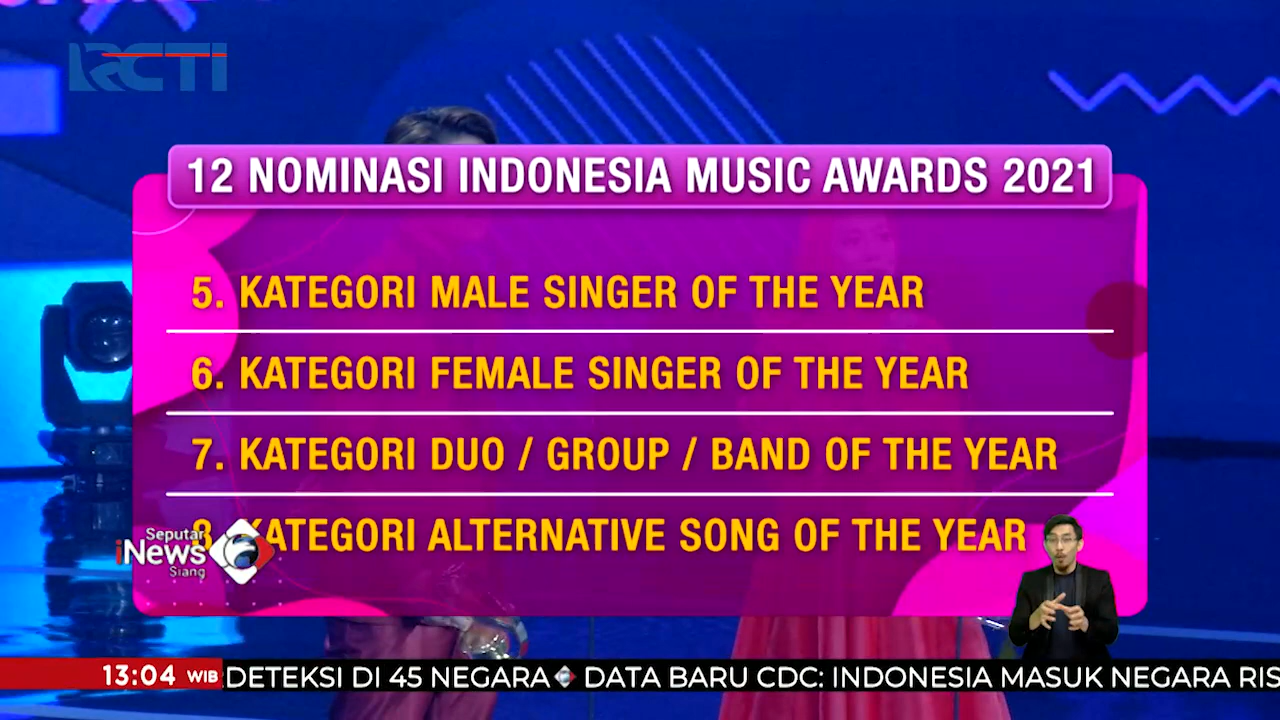 RCTI
12 NOMINASI INDONESIA MUSIC AWARDS 2021
5. KATEGORI MALE SINGER OF THE YEAR
6. KATEGORI FEMALE SINGER OF THE YEAR
7. KATEGORI DUO / GROUP / BAND OF THE YEAR
8. KATEGORI ALTERNATIVE SONG OF THE YEAR
Seputar
iNews
Siang
13:04 WIB DETEKSI DI 45 NEGARA DATA BARU CDC: INDONESIA MASUK NEGARA RIS